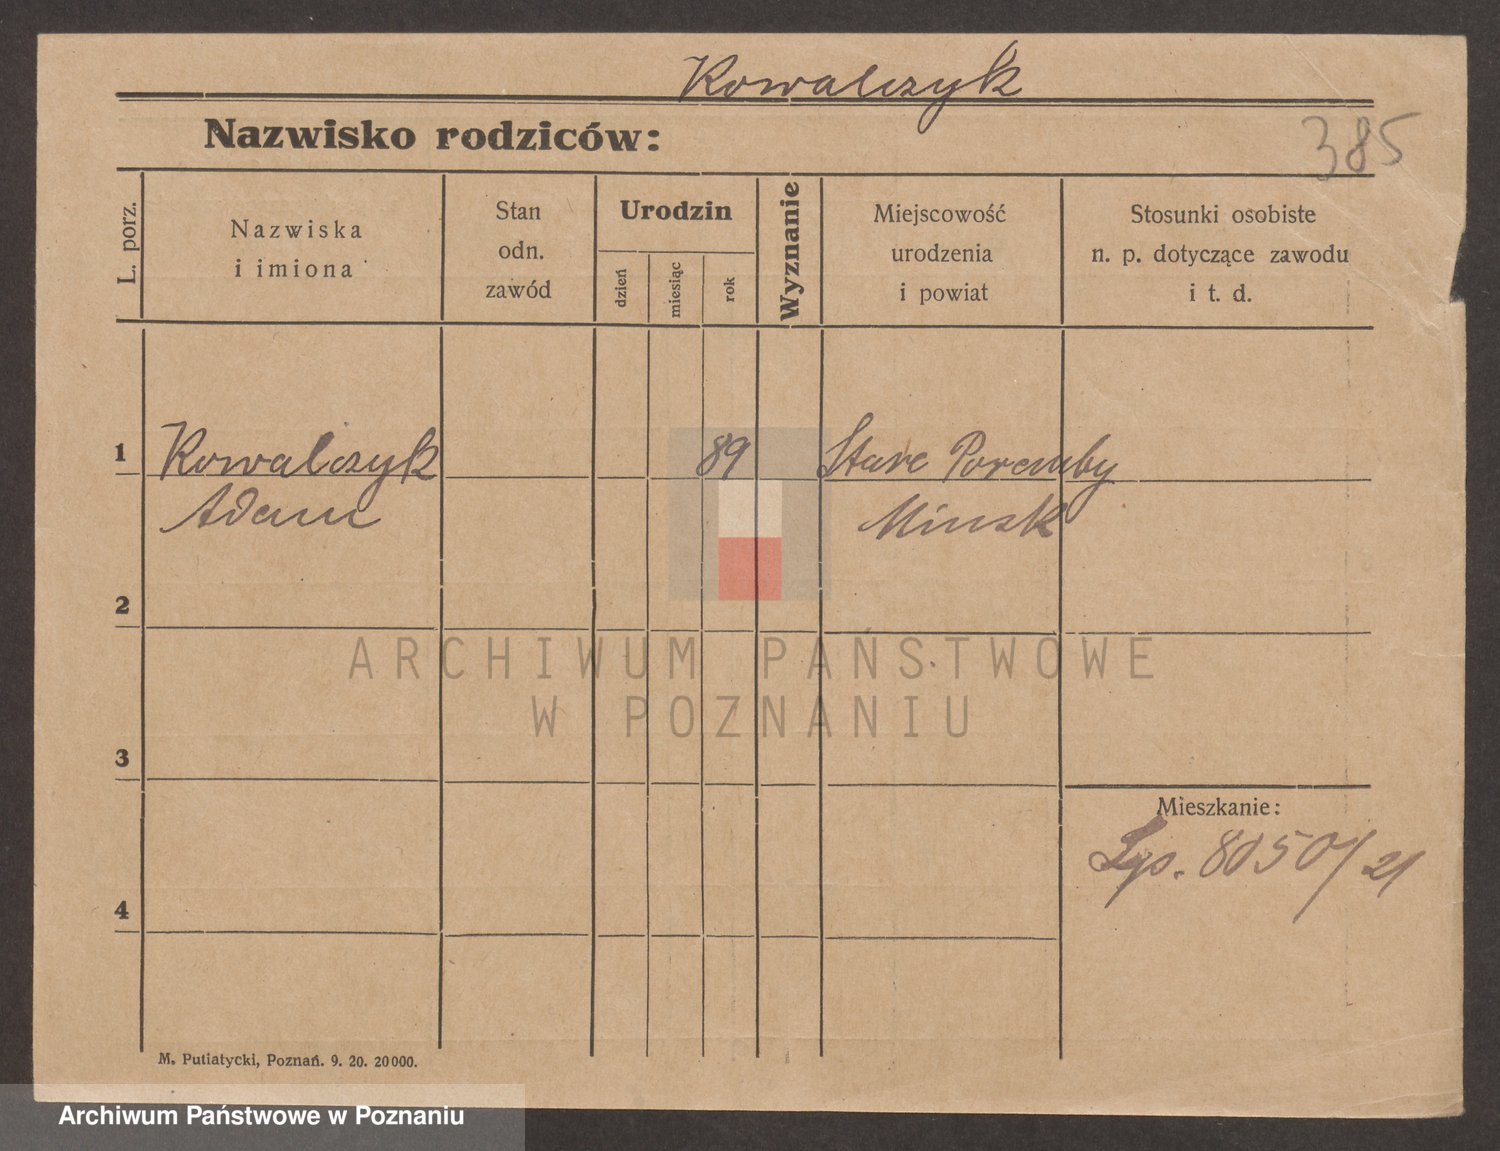 Kowalczyk
Nazwisko rodziców:
385
L. porz.
Nazwiska
i imiona
Stan
odn.
zawód
Urodzin
dzień
miesiąc
rok
Wyznanie
Miejscowość
urodzenia
i powiat
Stosunki osobiste
n. p. dotyczące zawodu
i t. d.
1
Kowalczyk
Adam
89
Stare Poremby
Minsk
2
ARCHIWUM PAŃSTWOWE
W POZNANIU
3
Mieszkanie:
8050/21
4
M. Putiatycki, Poznań. 9. 20. 20000.
Archiwum Państwowe w Poznaniu